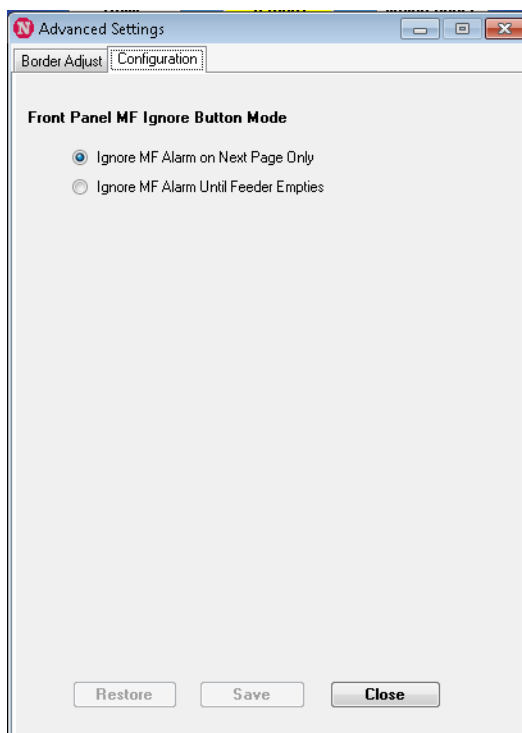 N Advanced Settings
Border Adjust Configuration
Front Panel MF Ignore Button Mode
Ignore MF Alarm on Next Page Only
Ignore MF Alarm Until Feeder Empties
Restore Save Close